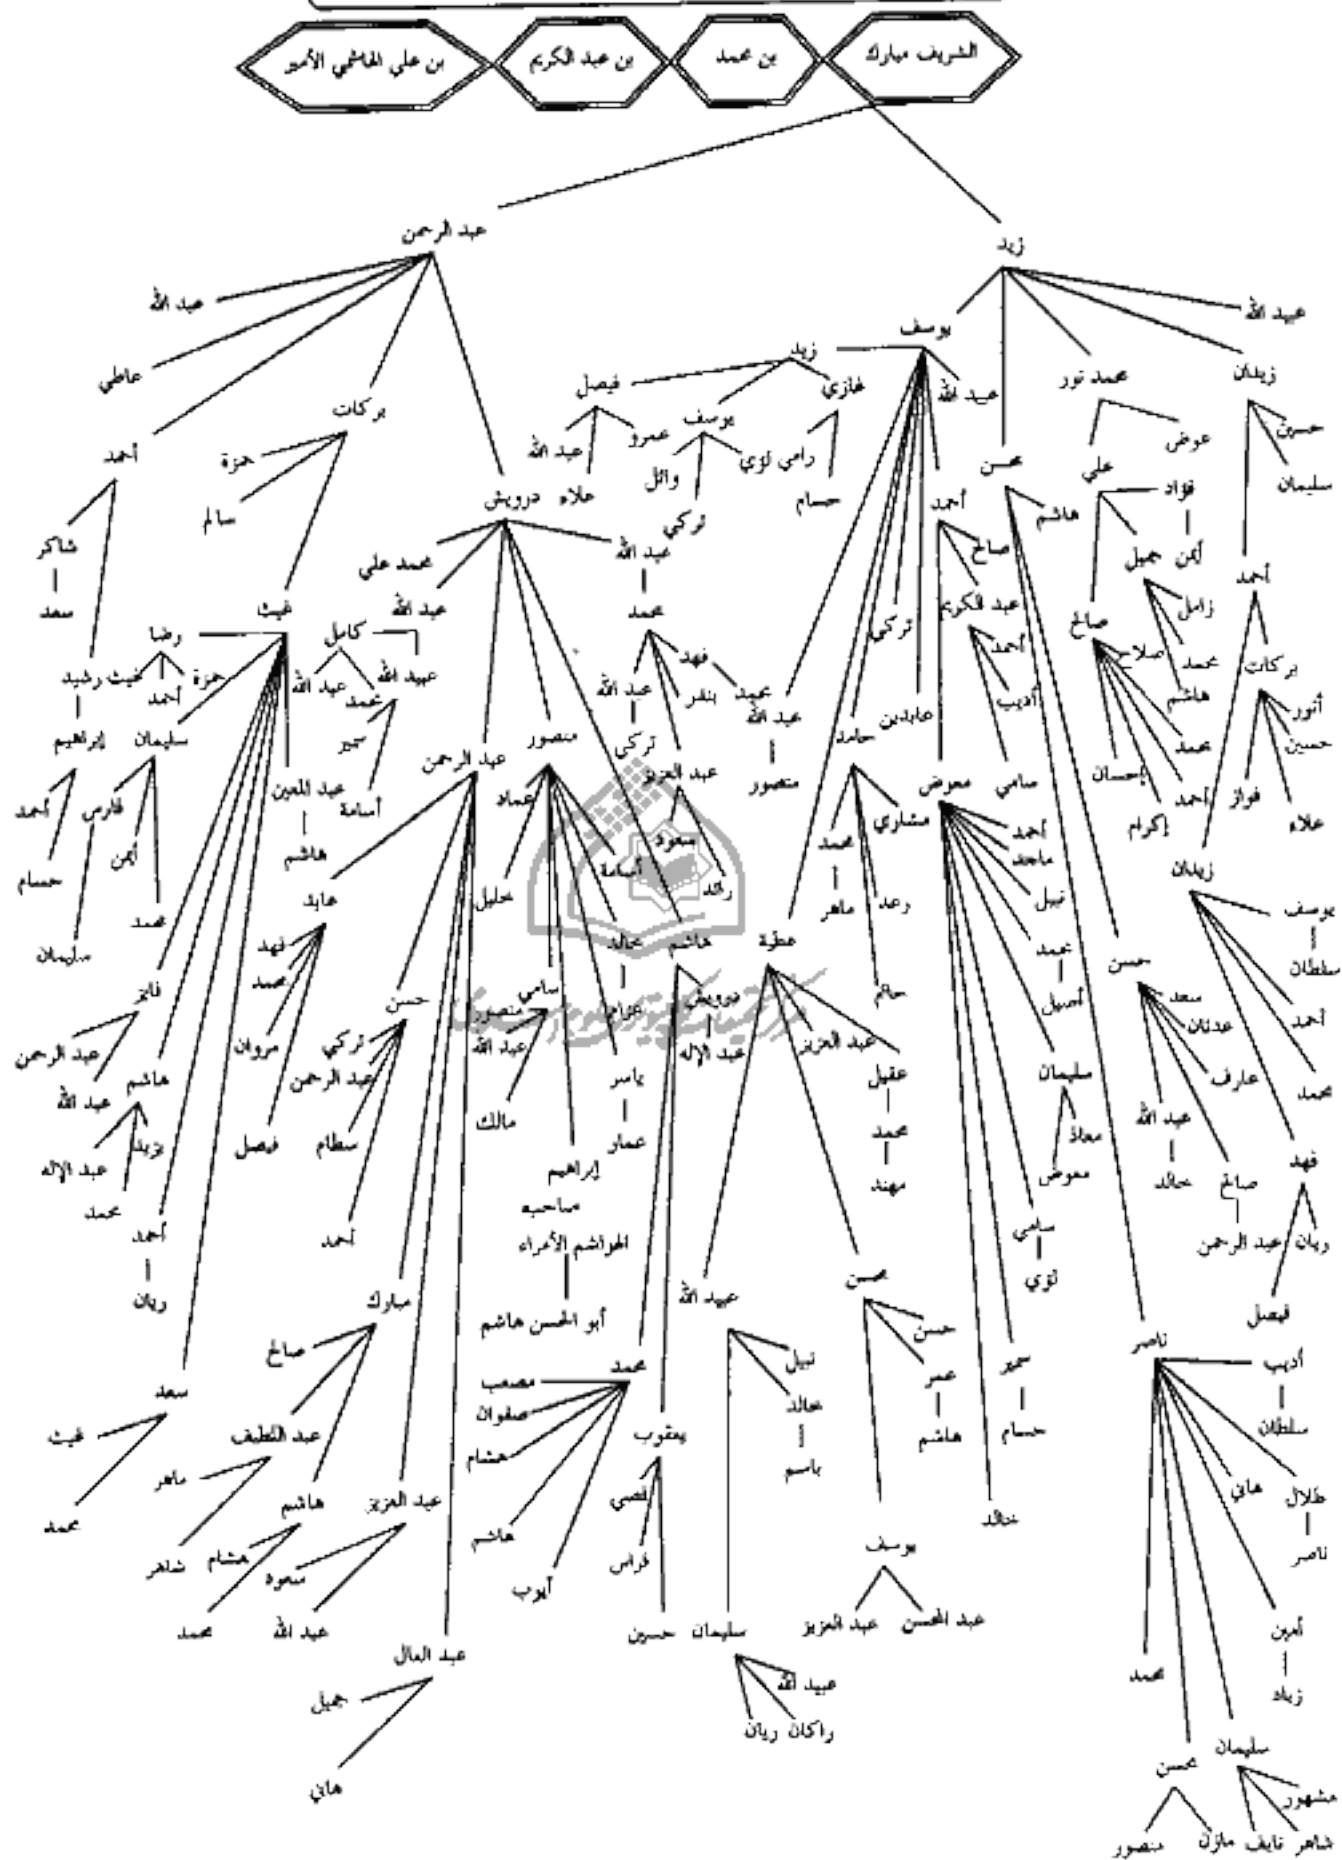 الشريف مبارك بن محمد بن عبد الكريم بن علي الهاشمي الأمير
عبد الرحمن
زيد
عبد الله
عبيد الله
يوسف
زيد
محمد نور
زيدان
عاطي
فيصل
غازي
عبيد الله
بركات
يوسف
عمرو
عوض
حسين
أحمد
حمزة
عبد الله
وائل
لؤي
رامي
محسن
علي
سليمان
سالم
درويش
علاء
تركي
حسام
أحمد
هاشم
فؤاد
شاكر
محمد علي
عبد الله
صالح
جميل
أيمن
أحمد
سعد
غيث
عبد الله
محمد
عبد الكريم
زامل
رضا
كامل
فهد
تركي
أحمد
صالح
صلاح
محمد
بركات
رشيد
غيث
أحمد
حمزة
عبد الله
محمد
عبيد الله
عبد الله
بندر
محمد
عبد الله
عابدين
أديب
هاشم
أنور
إبراهيم
سليمان
سمير
عبد الرحمن
منصور
تركي
عبد العزيز
منصور
حامد
محمد
حسين
أحمد
فارس
عبد المعين
أسامة
عماد
معوض
سامي
إحسان
أحمد
فواز
حسام
أيمن
هاشم
سعود
محمد
مشاري
أحمد
ماجد
إكرام
علاء
محمد
عابد
خليل
أسامة
رائد
ماهر
رعد
نبيل
زيدان
يوسف
سليمان
فهد
محمد
خالد
هاشم
عطية
محمد
حسن
سلطان
فايز
مروان
حسن
سامي
منصور
عبد الله
عزام
درويش
عبد الإله
حاتم
أصيل
سعد
عدنان
أحمد
عبد الرحمن
عبد الله
هاشم
تركي
عبد الرحمن
ياسر
عبد العزيز
عقيل
سليمان
عارف
محمد
عبد الإله
يزيد
فيصل
سطام
مالك
عمار
محمد
معاذ
عبد الله
محمد
إبراهيم
مهند
معوض
خالد
صالح
فهد
أحمد
أحمد
صاحبه
الهواشم الأمراء
سامي
عبد الرحمن
ريان
ريان
مبارك
أبو الحسن هاشم
عبيد الله
محسن
لؤي
فيصل
صالح
محمد
نبيل
حسن
سمير
ناصر
أديب
سعد
مصعب
صفوان
خالد
عمر
غيث
عبد اللطيف
هشام
يعقوب
باسم
هاشم
حسام
سلطان
محمد
ماهر
هاشم
عبد العزيز
هاشم
قصي
خالد
هاني
طلال
شاهر
هشام
سعود
أيوب
فراس
يوسف
ناصر
محمد
عبد الله
حسين
سليمان
عبد العزيز
عبد المحسن
أمين
عبد العال
محمد
جميل
عبيد الله
زياد
ريان
راكان
هاني
محسن
سليمان
مشهور
منصور
مازن
نايف
شاهر